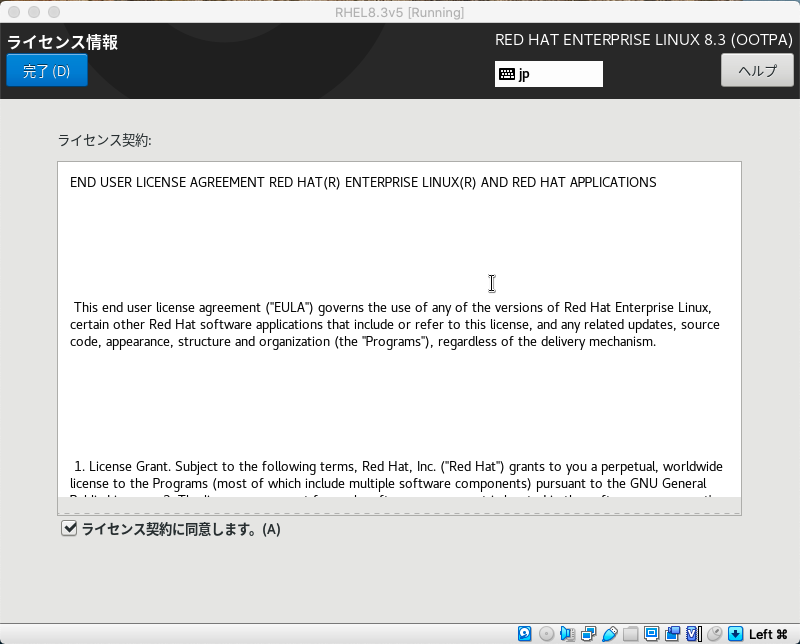 RHEL8.3v5 [Running]
ライセンス情報
RED HAT ENTERPRISE LINUX 8.3 (OOTPA)
完了 (D)
jp
ヘルプ
ライセンス契約:
END USER LICENSE AGREEMENT RED HAT(R) ENTERPRISE LINUX(R) AND RED HAT APPLICATIONS
This end user license agreement ("EULA") governs the use of any of the versions of Red Hat Enterprise Linux,
certain other Red Hat software applications that include or refer to this license, and any related updates, source
code, appearance, structure and organization (the "Programs"), regardless of the delivery mechanism.
1. License Grant. Subject to the following terms, Red Hat, Inc. ("Red Hat") grants to you a perpetual, worldwide
license to the Programs (most of which include multiple software components) pursuant to the GNU General
ライセンス契約に同意します。(A)
Left ⌘